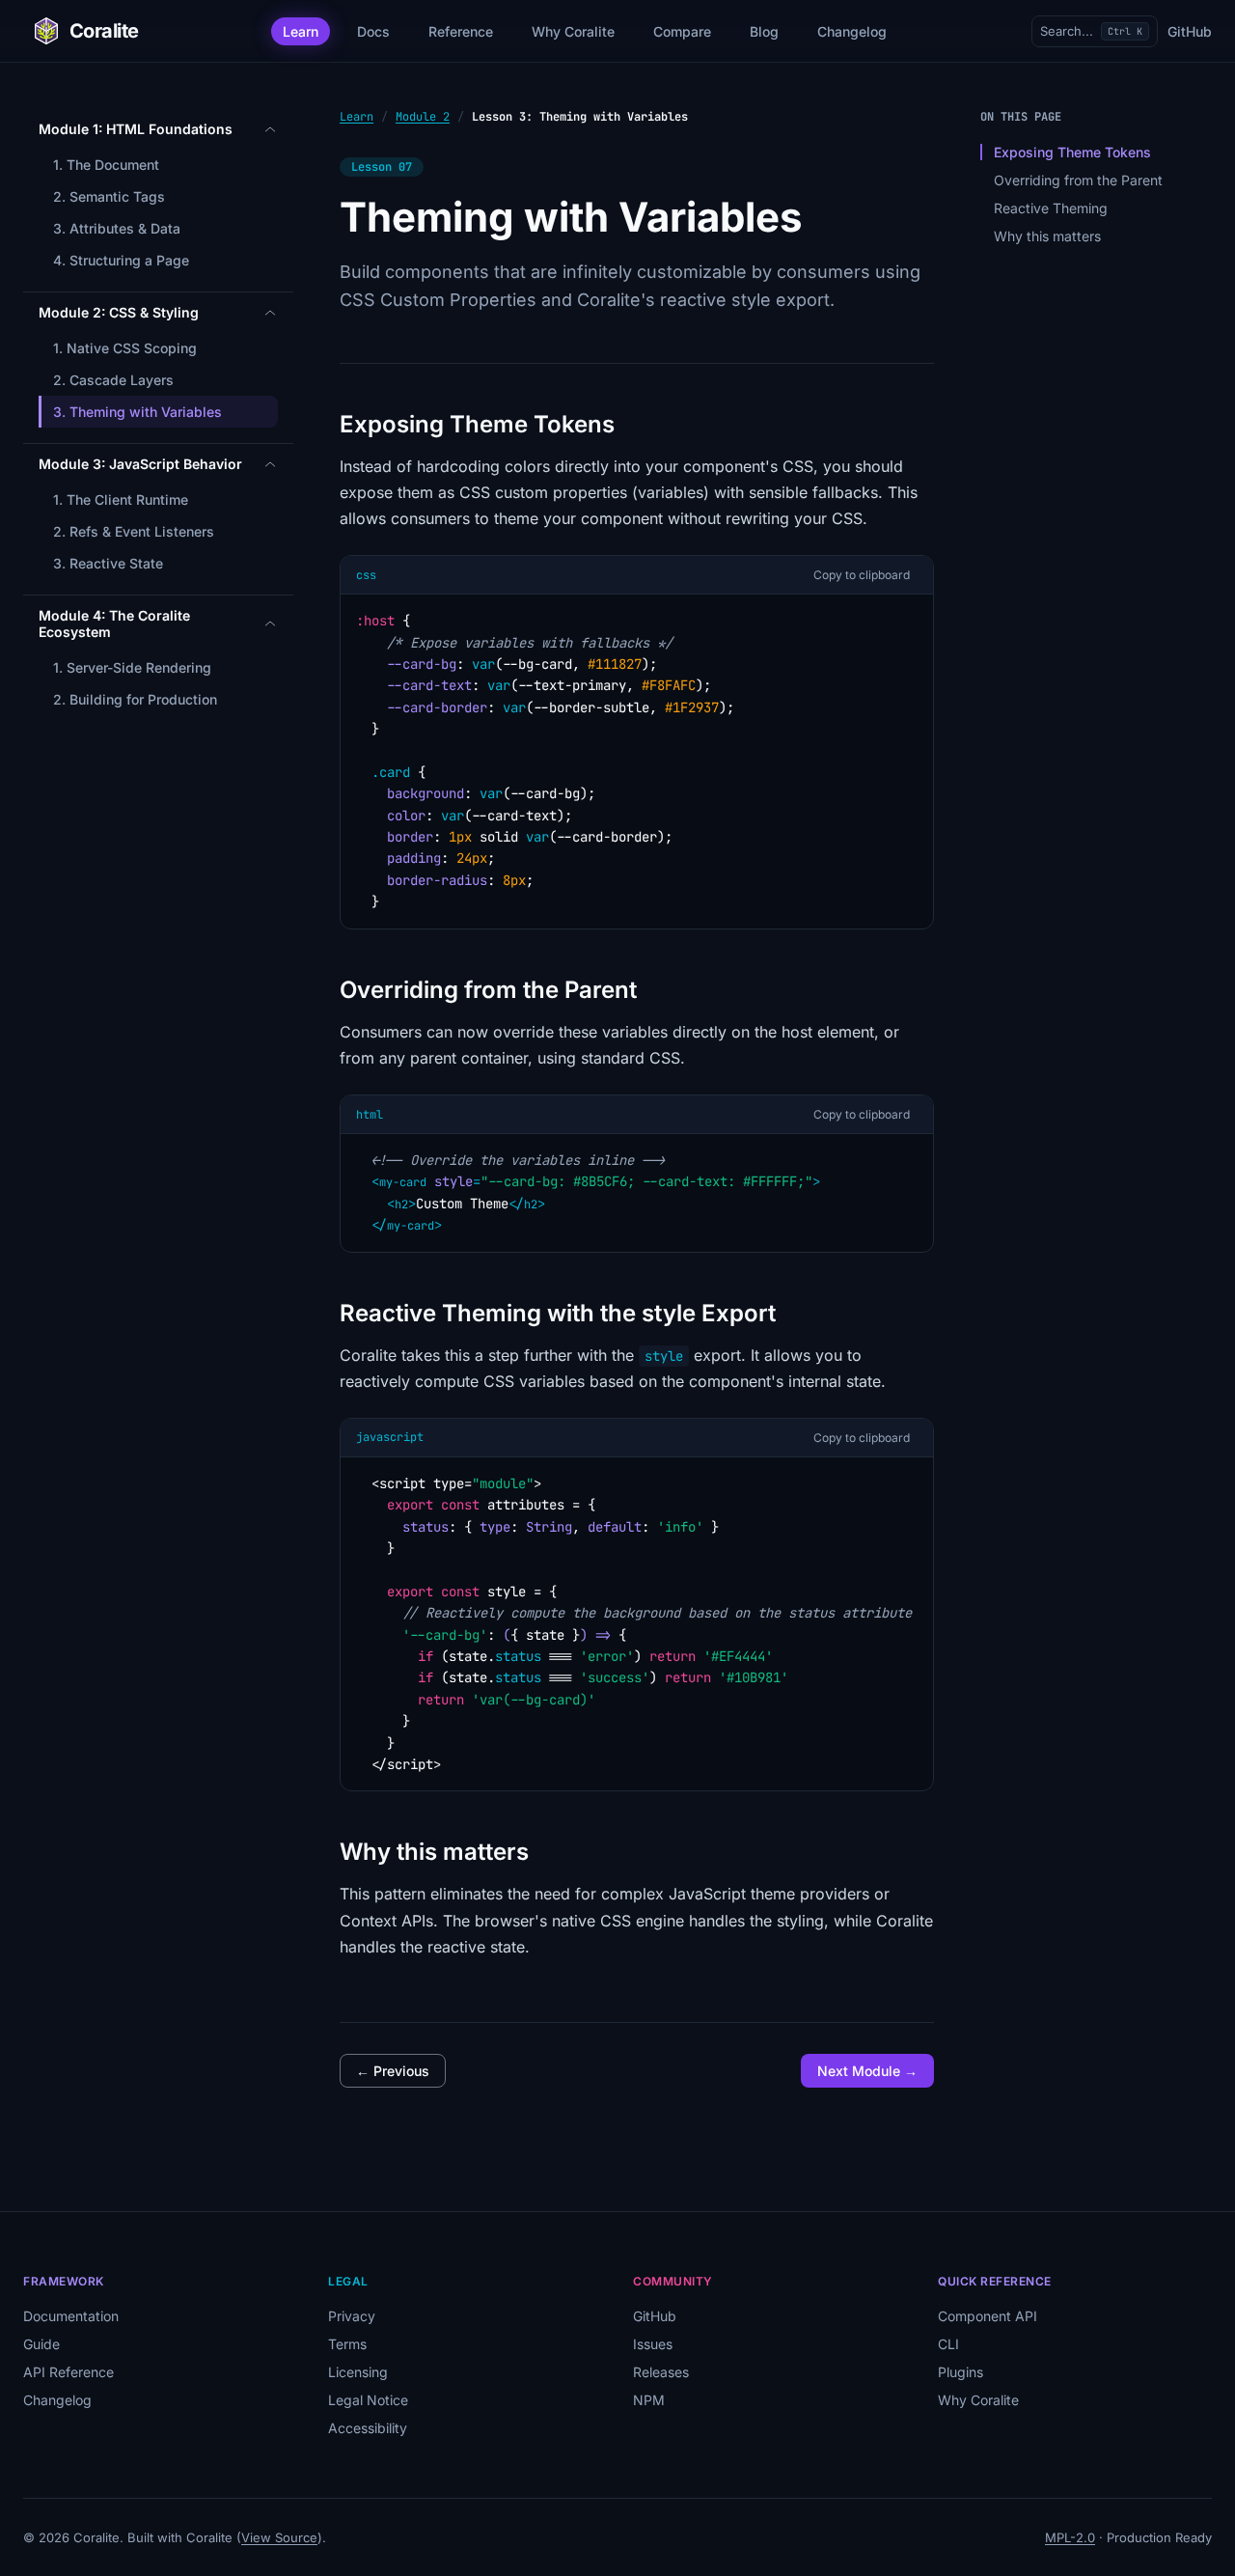 Coralite
Learn
Docs
Reference
Why Coralite
Compare
Blog
Changelog
Search... Ctrl K
GitHub
Module 1: HTML Foundations
1. The Document
2. Semantic Tags
3. Attributes & Data
4. Structuring a Page
Module 2: CSS & Styling
1. Native CSS Scoping
2. Cascade Layers
3. Theming with Variables
Module 3: JavaScript Behavior
1. The Client Runtime
2. Refs & Event Listeners
3. Reactive State
Module 4: The Coralite
Ecosystem
1. Server-Side Rendering
2. Building for Production
Learn / Module 2 / Lesson 3: Theming with Variables
Lesson 07
Theming with Variables
Build components that are infinitely customizable by consumers using
CSS Custom Properties and Coralite's reactive style export.
Exposing Theme Tokens
Instead of hardcoding colors directly into your component's CSS, you should
expose them as CSS custom properties (variables) with sensible fallbacks. This
allows consumers to theme your component without rewriting your CSS.
css
Copy to clipboard
:host {
    /* Expose variables with fallbacks */
    --card-bg: var(--bg-card, #111827);
    --card-text: var(--text-primary, #F8FAFC);
    --card-border: var(--border-subtle, #1F2937);
  }
  .card {
    background: var(--card-bg);
    color: var(--card-text);
    border: 1px solid var(--card-border);
    padding: 24px;
    border-radius: 8px;
  }
Overriding from the Parent
Consumers can now override these variables directly on the host element, or
from any parent container, using standard CSS.
html
Copy to clipboard
  <!-- Override the variables inline -->
  <my-card style="--card-bg: #8B5CF6; --card-text: #FFFFFF;">
    <h2>Custom Theme</h2>
  </my-card>
Reactive Theming with the style Export
Coralite takes this a step further with the style export. It allows you to
reactively compute CSS variables based on the component's internal state.
javascript
Copy to clipboard
  <script type="module">
    export const attributes = {
      status: { type: String, default: 'info' }
    }
    export const style = {
      // Reactively compute the background based on the status attribute
      '--card-bg': ({ state }) => {
        if (state.status === 'error') return '#EF4444'
        if (state.status === 'success') return '#10B981'
        return 'var(--bg-card)'
      }
    }
  </script>
Why this matters
This pattern eliminates the need for complex JavaScript theme providers or
Context APIs. The browser's native CSS engine handles the styling, while Coralite
handles the reactive state.
← Previous
Next Module →
ON THIS PAGE
Exposing Theme Tokens
Overriding from the Parent
Reactive Theming
Why this matters
FRAMEWORK
Documentation
Guide
API Reference
Changelog
LEGAL
Privacy
Terms
Licensing
Legal Notice
Accessibility
COMMUNITY
GitHub
Issues
Releases
NPM
QUICK REFERENCE
Component API
CLI
Plugins
Why Coralite
© 2026 Coralite. Built with Coralite (View Source).
MPL-2.0 · Production Ready